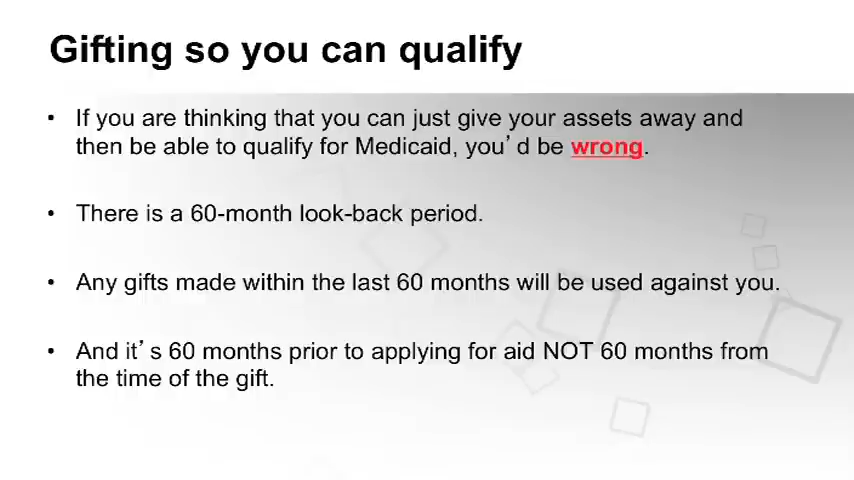 Gifting so you can qualify
• If you are thinking that you can just give your assets away and
then be able to qualify for Medicaid, you’d be wrong.
• There is a 60-month look-back period.
• Any gifts made within the last 60 months will be used against you.
• And it’s 60 months prior to applying for aid NOT 60 months from
the time of the gift.